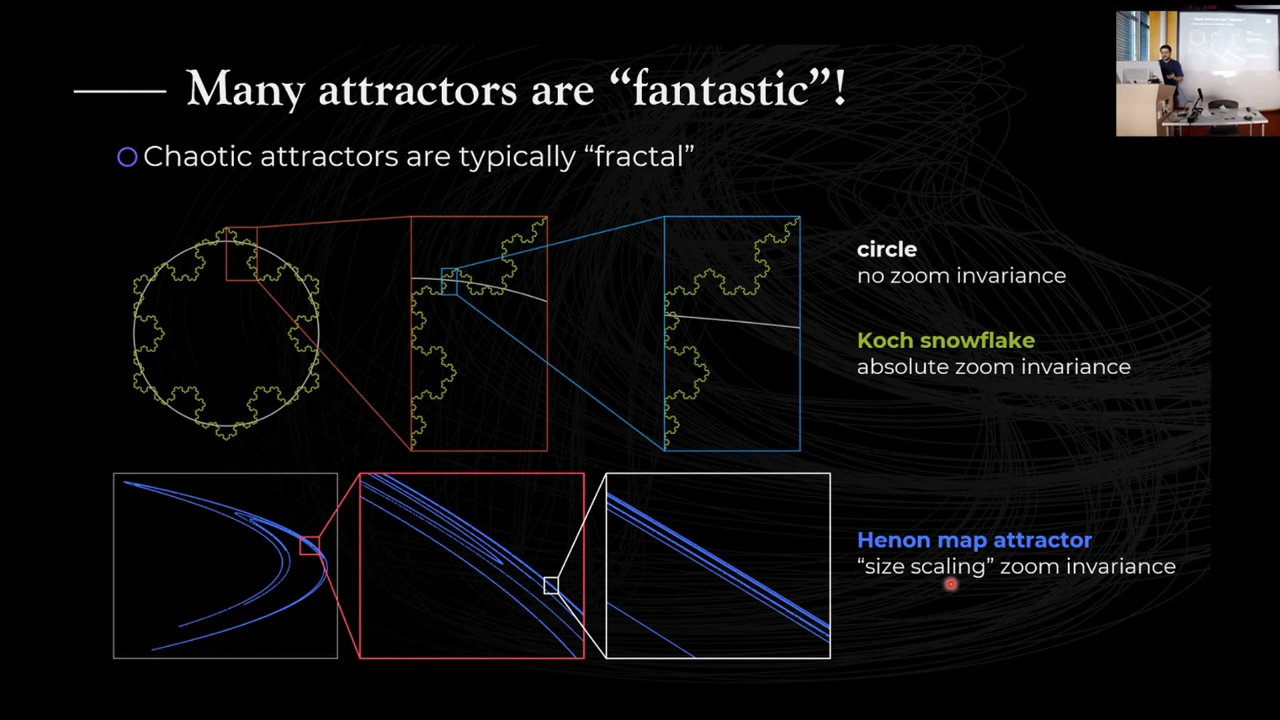 Many attractors are “fantastic”!
Chaotic attractors are typically “fractal”
circle
no zoom invariance
Koch snowflake
absolute zoom invariance
Henon map attractor
“size scaling” zoom invariance